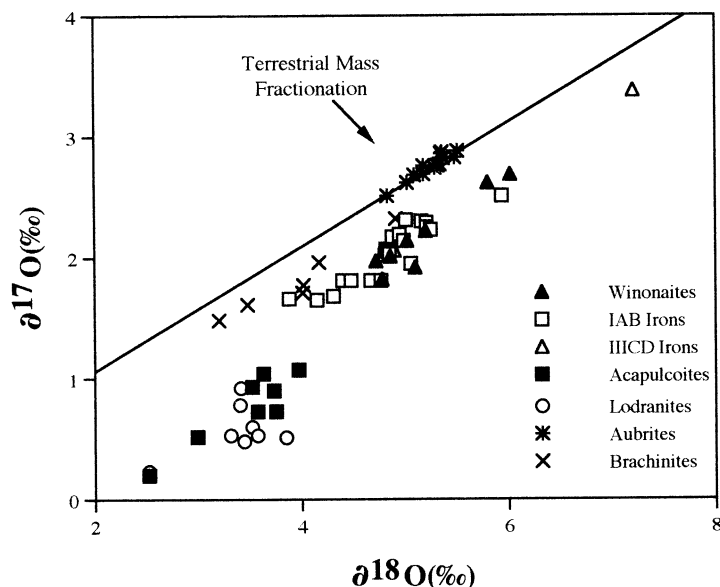 4
Terrestrial Mass
Fractionation
3
2
1
0
∂17O(‰)
Winonaites
IAB Irons
IIICD Irons
Acapulcoites
Lodranites
Aubrites
Brachinites
2 4 6 8
∂18O(‰)